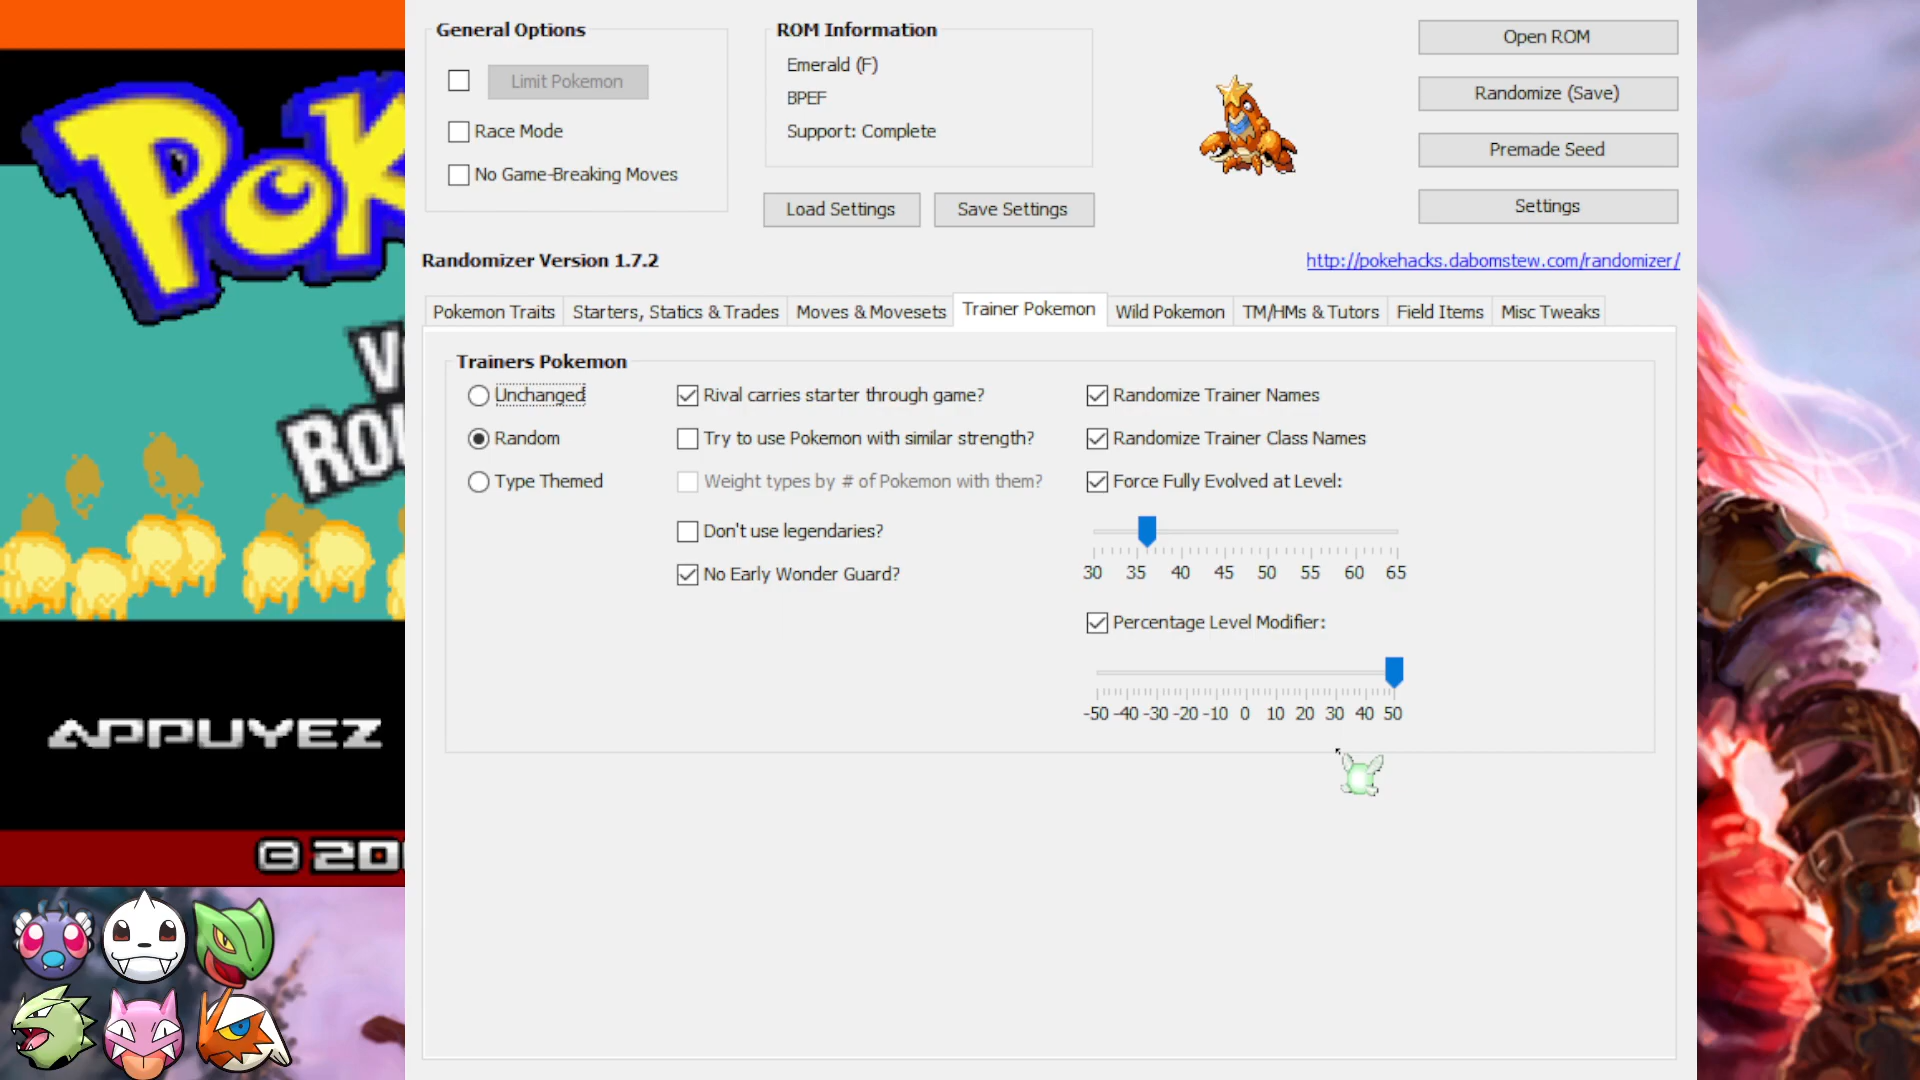 POK
V
RO
APPUYEZ
© 200
General Options
Limit Pokemon
Race Mode
No Game-Breaking Moves
ROM Information
Emerald (F)
BPEF
Support: Complete
Load Settings
Save Settings
Open ROM
Randomize (Save)
Premade Seed
Settings
Randomizer Version 1.7.2
http://pokehacks.dabomstew.com/randomizer/
Pokemon Traits
Starters, Statics & Trades
Moves & Movesets
Trainer Pokemon
Wild Pokemon
TM/HMs & Tutors
Field Items
Misc Tweaks
Trainers Pokemon
Unchanged
Random
Type Themed
Rival carries starter through game?
Try to use Pokemon with similar strength?
Weight types by # of Pokemon with them?
Don't use legendaries?
No Early Wonder Guard?
Randomize Trainer Names
Randomize Trainer Class Names
Force Fully Evolved at Level:
30 35 40 45 50 55 60 65
Percentage Level Modifier:
-50 -40 -30 -20 -10 0 10 20 30 40 50